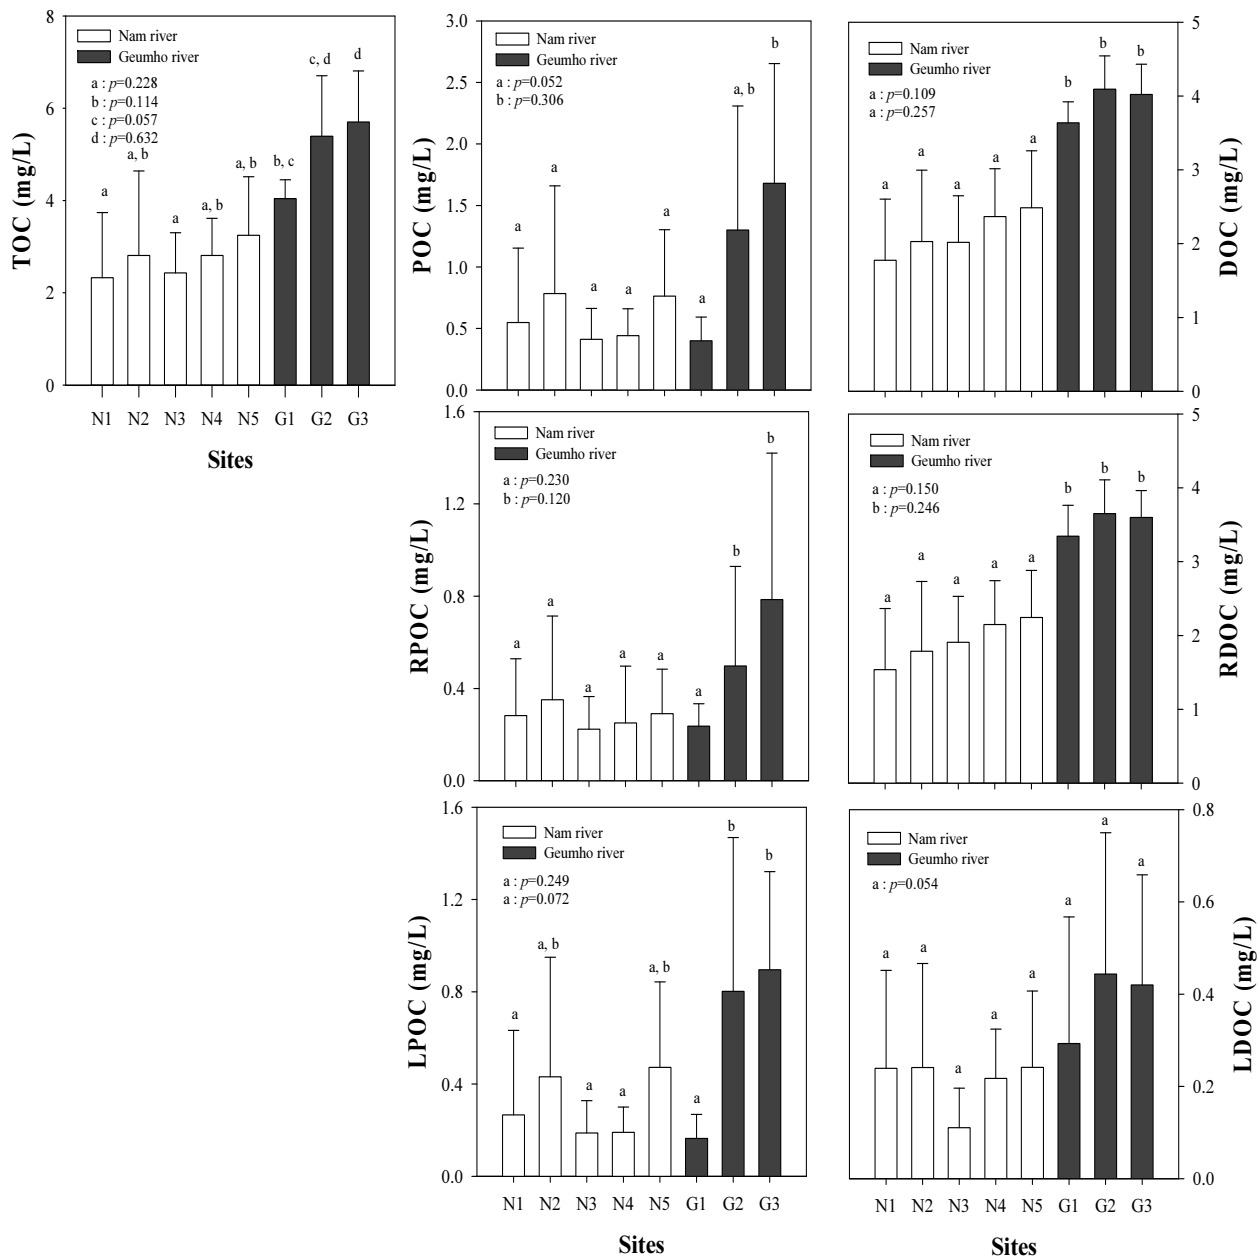 TOC (mg/L)
8
6
4
2
0
Nam river
Geumho river
a : p=0.228
b : p=0.114
c : p=0.057
d : p=0.632
a
a, b
a
a, b
a, b
b, c
c, d
d
N1 N2 N3 N4 N5 G1 G2 G3
Sites
POC (mg/L)
3.0
2.5
2.0
1.5
1.0
0.5
0.0
Nam river
Geumho river
a : p=0.052
b : p=0.306
a
a
a
a
a
a
a, b
b
DOC (mg/L)
5
4
3
2
1
0
Nam river
Geumho river
a : p=0.109
a : p=0.257
a
a
a
a
a
b
b
b
RPOC (mg/L)
1.6
1.2
0.8
0.4
0.0
Nam river
Geumho river
a : p=0.230
b : p=0.120
a
a
a
a
a
a
b
b
RDOC (mg/L)
5
4
3
2
1
0
Nam river
Geumho river
a : p=0.150
b : p=0.246
a
a
a
a
a
b
b
b
LPOC (mg/L)
1.6
1.2
0.8
0.4
0.0
Nam river
Geumho river
a : p=0.249
a : p=0.072
a
a, b
a
a
a, b
a
b
b
N1 N2 N3 N4 N5 G1 G2 G3
Sites
LDOC (mg/L)
0.8
0.6
0.4
0.2
0.0
Nam river
Geumho river
a : p=0.054
a
a
a
a
a
a
a
a
N1 N2 N3 N4 N5 G1 G2 G3
Sites